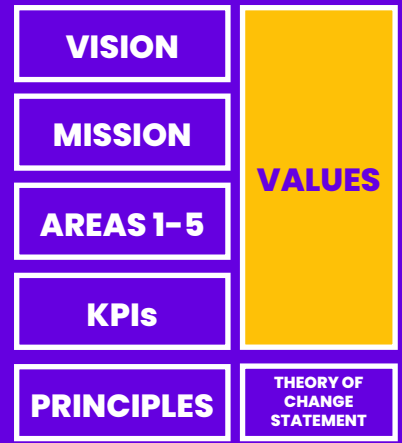 VISION
MISSION
AREAS 1-5
KPIs
PRINCIPLES
VALUES
THEORY OF
CHANGE
STATEMENT